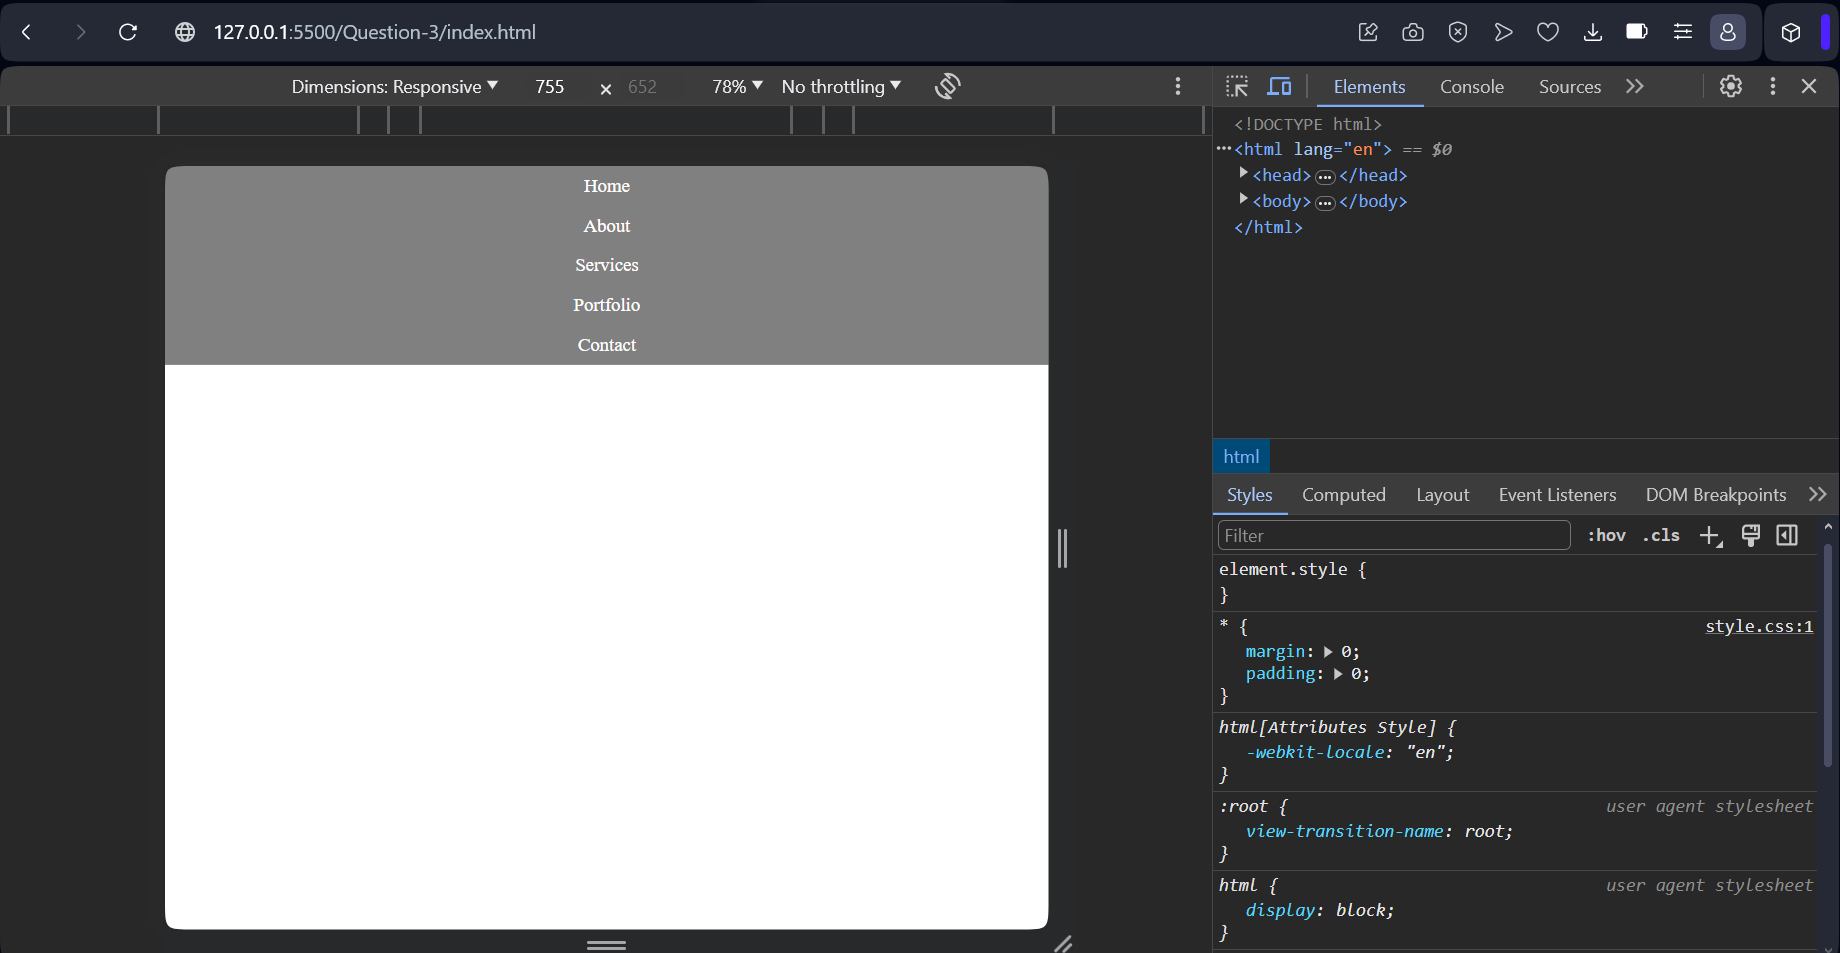 127.0.0.1:5500/Question-3/index.html
Dimensions: Responsive 755 × 652 78% No throttling
Elements Console Sources
Home
About
Services
Portfolio
Contact
<!DOCTYPE html>
<html lang="en"> == $0
<head>…</head>
<body>…</body>
</html>
html
Styles Computed Layout Event Listeners DOM Breakpoints
Filter :hov .cls
element.style {
}
* { style.css:1
margin: 0;
padding: 0;
}
html[Attributes Style] {
-webkit-locale: "en";
}
:root { user agent stylesheet
view-transition-name: root;
}
html { user agent stylesheet
display: block;
}